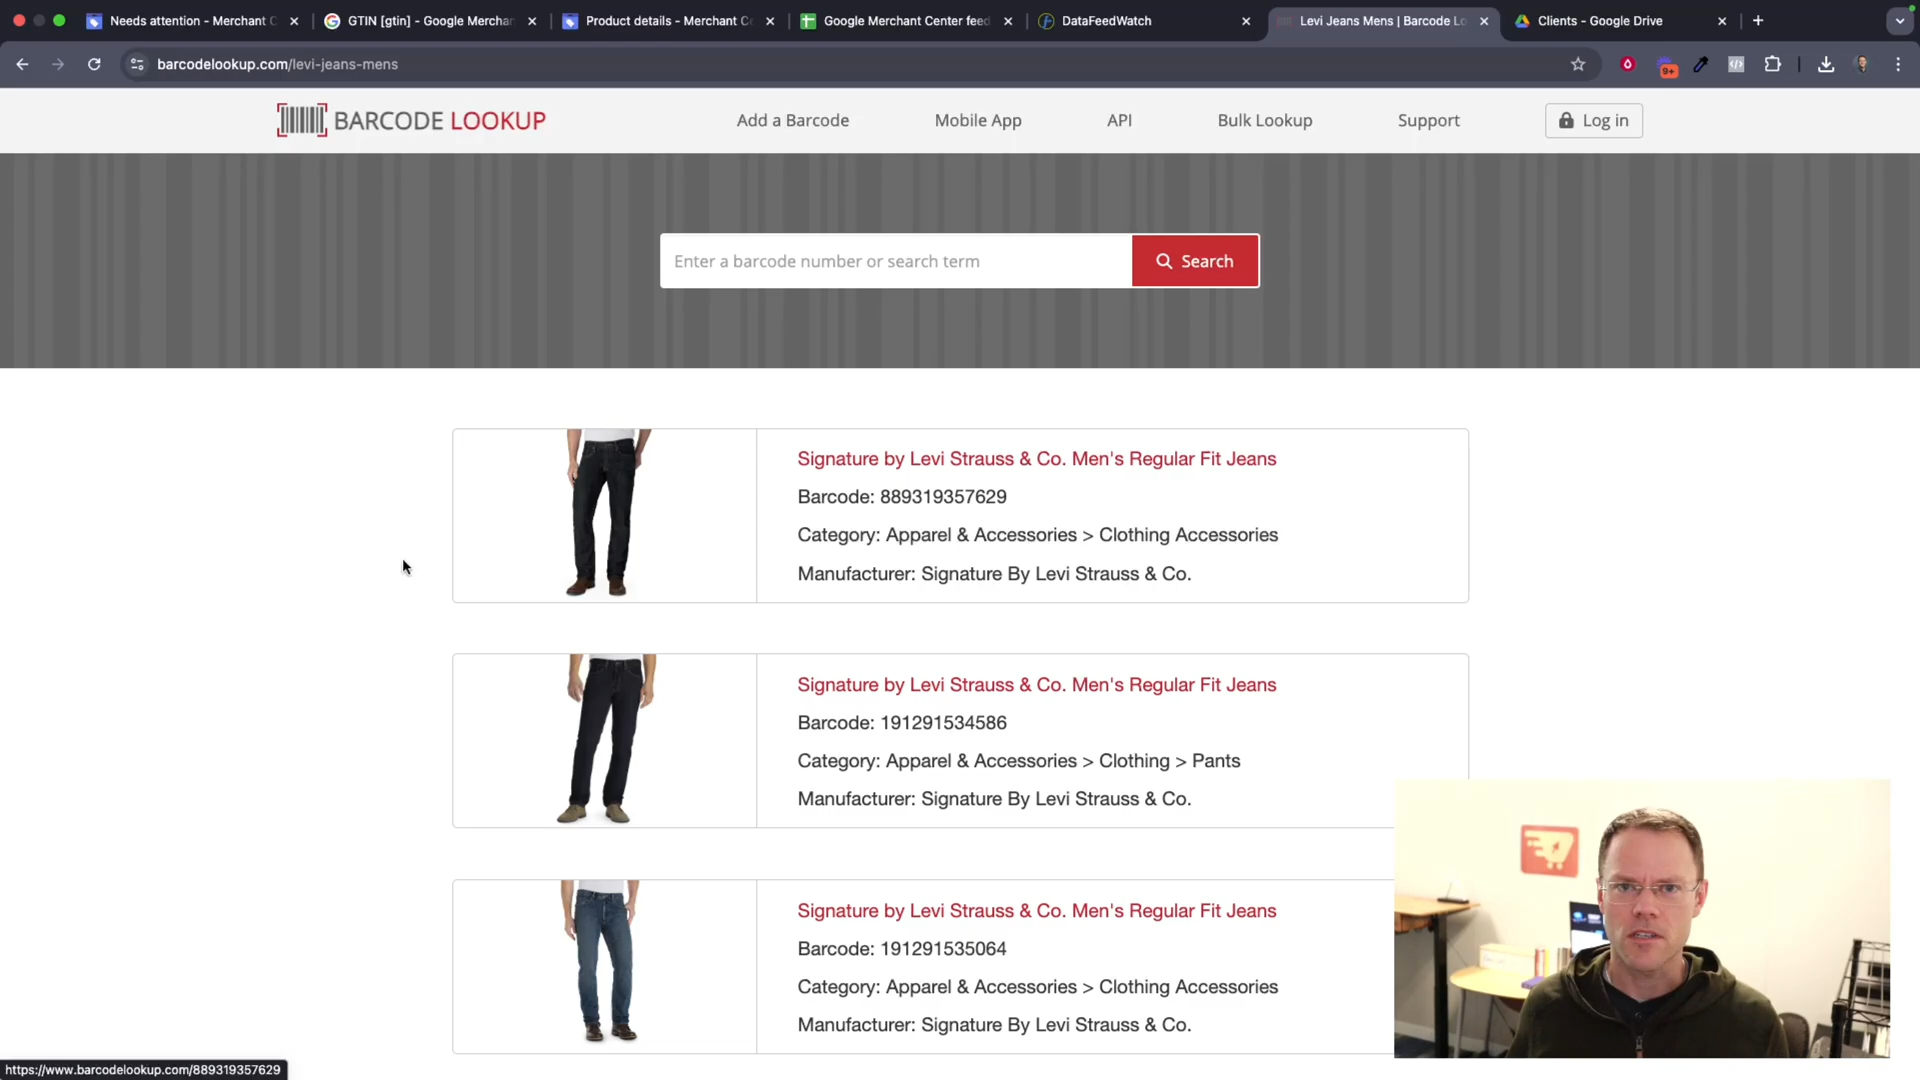 Needs attention - Merchant C
GTIN [gtin] - Google Merchan
Product details - Merchant Ce
Google Merchant Center feed
DataFeedWatch
Levi Jeans Mens | Barcode Lo
Clients - Google Drive
barcodelookup.com/levi-jeans-mens
9+
BARCODE LOOKUP
Add a Barcode
Mobile App
API
Bulk Lookup
Support
Log in
Enter a barcode number or search term
Search
Signature by Levi Strauss & Co. Men's Regular Fit Jeans
Barcode: 889319357629
Category: Apparel & Accessories > Clothing Accessories
Manufacturer: Signature By Levi Strauss & Co.
Signature by Levi Strauss & Co. Men's Regular Fit Jeans
Barcode: 191291534586
Category: Apparel & Accessories > Clothing > Pants
Manufacturer: Signature By Levi Strauss & Co.
Signature by Levi Strauss & Co. Men's Regular Fit Jeans
Barcode: 191291535064
Category: Apparel & Accessories > Clothing Accessories
Manufacturer: Signature By Levi Strauss & Co.
https://www.barcodelookup.com/889319357629